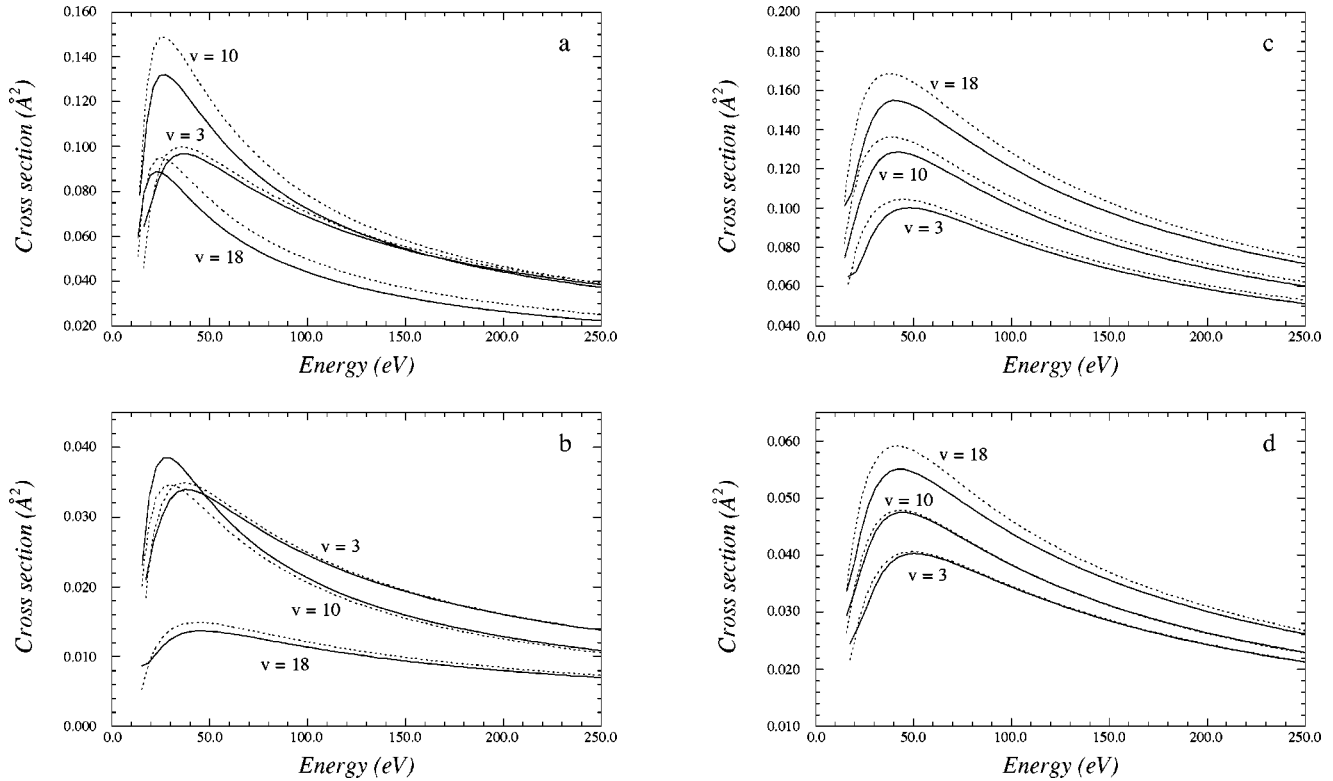 a
0.160
0.140
0.120
0.100
0.080
0.060
0.040
0.020
Cross section (Å²)
v = 10
v = 3
v = 18
0.0 50.0 100.0 150.0 200.0 250.0
Energy (eV)
c
0.200
0.180
0.160
0.140
0.120
0.100
0.080
0.060
0.040
Cross section (Å²)
v = 18
v = 10
v = 3
0.0 50.0 100.0 150.0 200.0 250.0
Energy (eV)
b
0.040
0.030
0.020
0.010
0.000
Cross section (Å²)
v = 3
v = 10
v = 18
0.0 50.0 100.0 150.0 200.0 250.0
Energy (eV)
d
0.060
0.050
0.040
0.030
0.020
0.010
Cross section (Å²)
v = 18
v = 10
v = 3
0.0 50.0 100.0 150.0 200.0 250.0
Energy (eV)